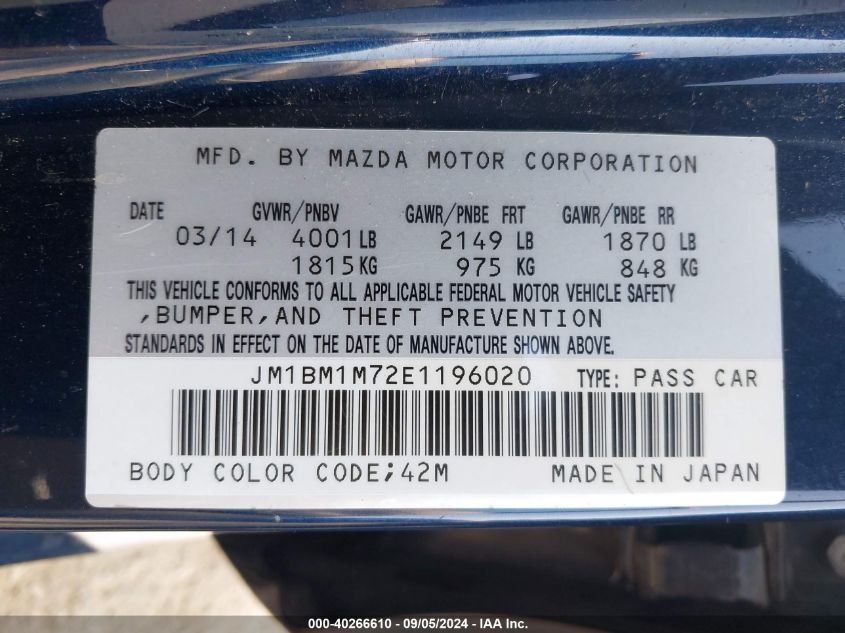 MFD. BY MAZDA MOTOR CORPORATION
DATE GVWR/PNBV GAWR/PNBE FRT GAWR/PNBE RR
03/14 4001 LB 2149 LB 1870 LB
1815 KG 975 KG 848 KG
THIS VEHICLE CONFORMS TO ALL APPLICABLE FEDERAL MOTOR VEHICLE SAFETY
,BUMPER,AND THEFT PREVENTION
STANDARDS IN EFFECT ON THE DATE OF MANUFACTURE SHOWN ABOVE.
JM1BM1M72E1196020 TYPE: PASS CAR
BODY COLOR CODE;42M MADE IN JAPAN
000-40266610 - 09/05/2024 - IAA Inc.